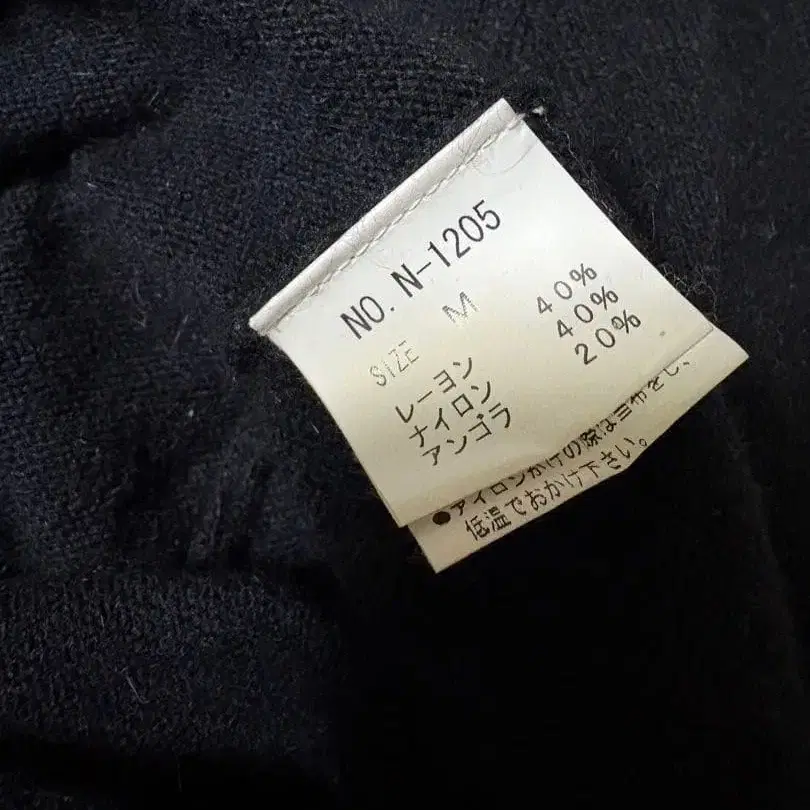 NO. N-1205
SIZE M
レーヨン 40%
ナイロン 40%
アンゴラ 20%
●アイロンかけの際はヨ布をし、
低温でおかけ下さい。